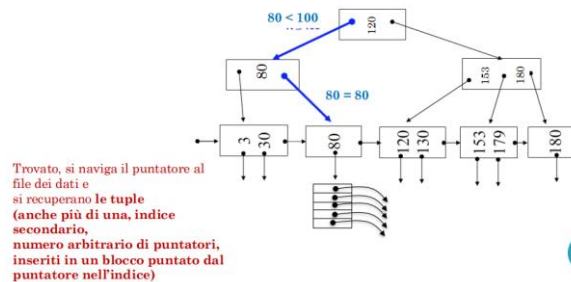 80 < 100
120
80
153
180
80 = 80
3
30
80
120
130
153
179
180
Trovato, si naviga il puntatore al
file dei dati e
si recuperano le tuple
(anche più di una, indice
secondario,
numero arbitrario di puntatori,
inseriti in un blocco puntato dal
puntatore nell'indice)